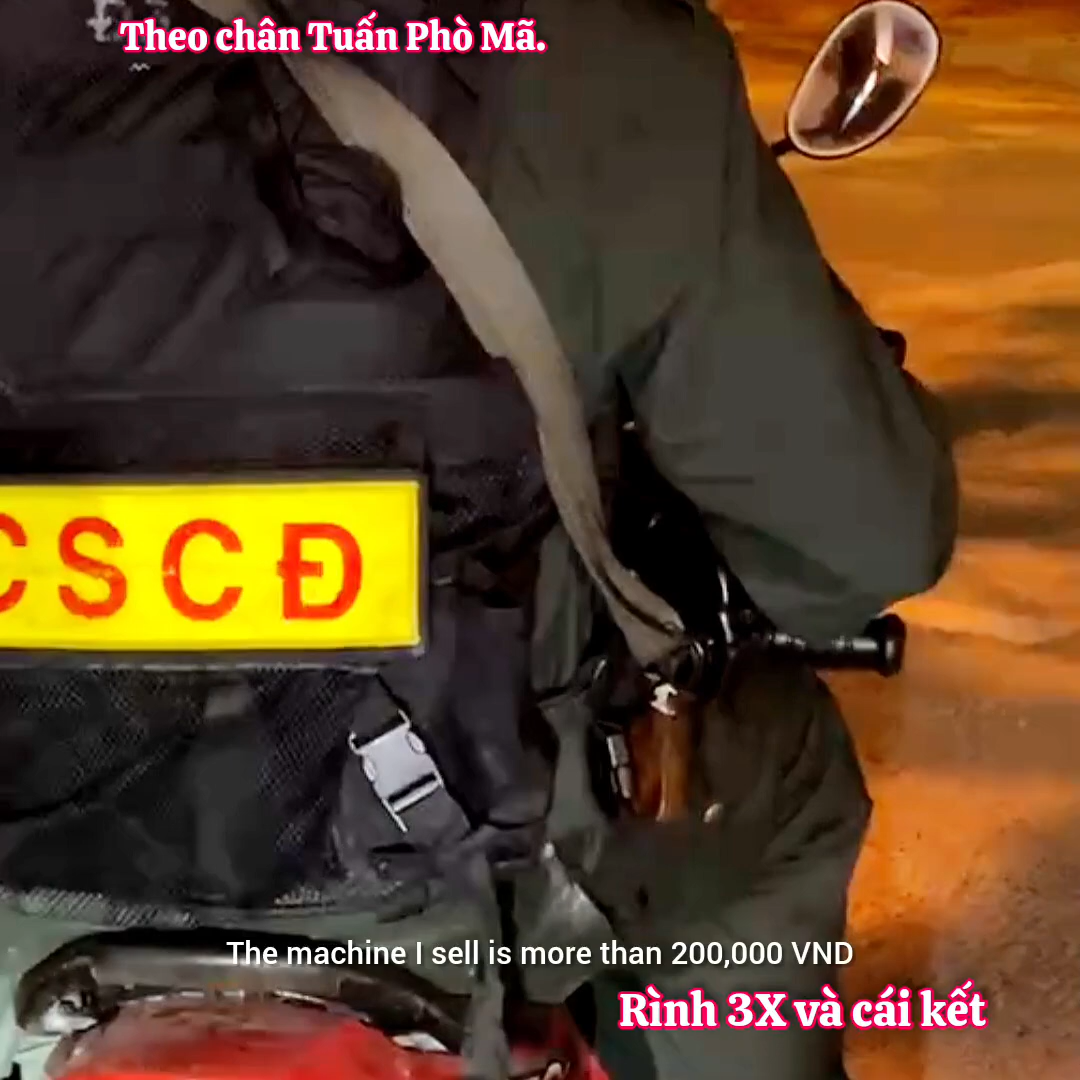 Theo chân Tuấn Phò Mã.
CSCĐ
The machine I sell is more than 200,000 VND
Rình 3X và cái kết